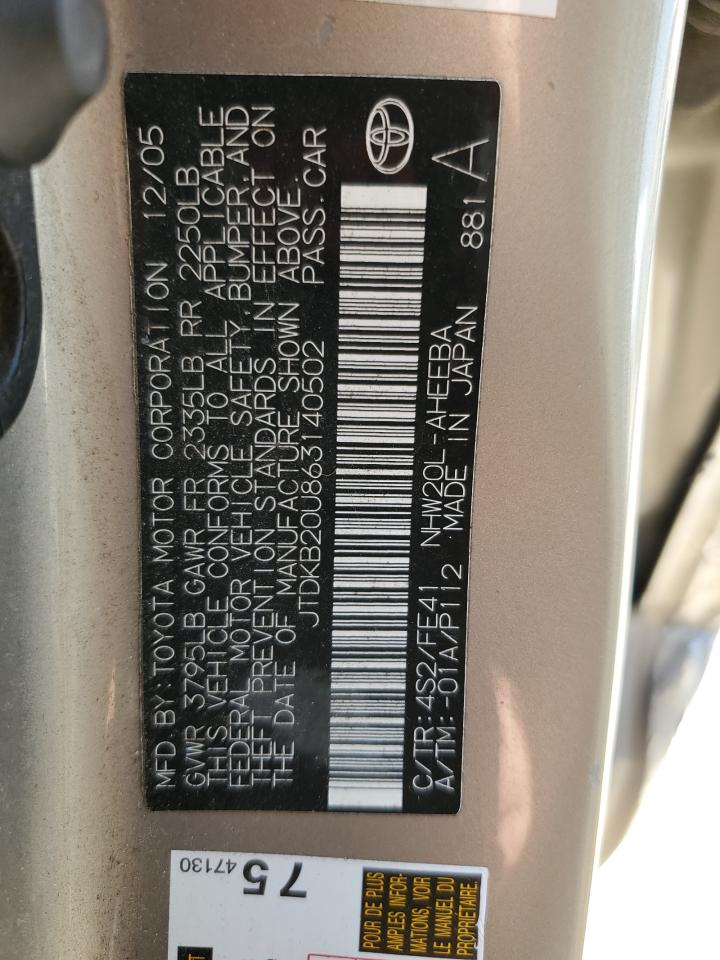 MFD BY: TOYOTA MOTOR CORPORATION 12/05
GVWR 3795LB GAWR FR 2335LB RR 2250LB
THIS VEHICLE CONFORMS TO ALL APPLICABLE
FEDERAL MOTOR VEHICLE SAFETY, BUMPER, AND
THEFT PREVENTION STANDARDS IN EFFECT ON
THE DATE OF MANUFACTURE SHOWN ABOVE.
JTDKB20U863140502 PASS. CAR
C/TR: 4S2/FE41 NHW20L-AHEEBA 881 A
A/TM: -01A/P112 MADE IN JAPAN
75
47130
POUR DE PLUS
AMPLES INFOR-
MATIONS, VOIR
LE MANUEL DU
PROPRIÉTAIRE.